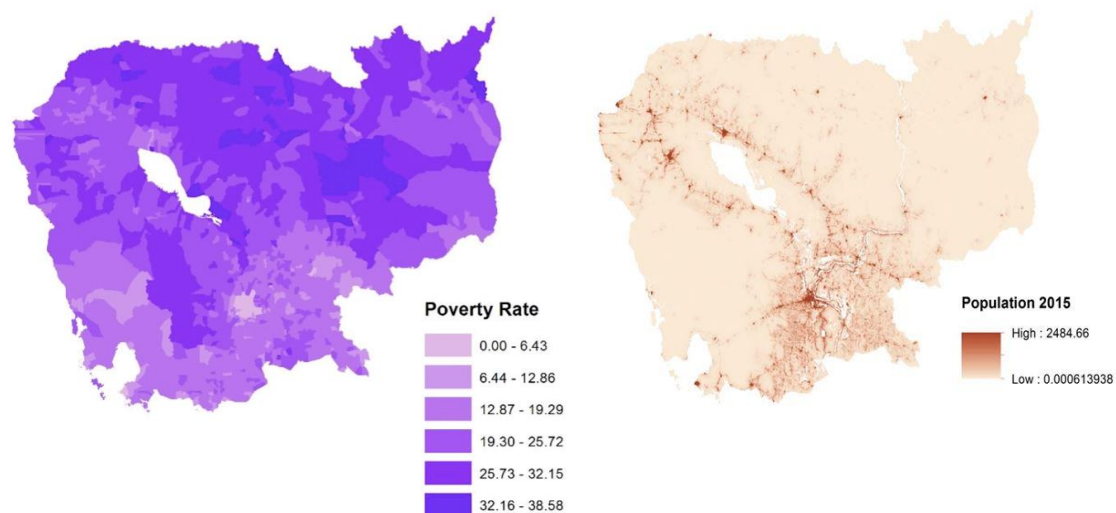 Poverty Rate
0.00 - 6.43
6.44 - 12.86
12.87 - 19.29
19.30 - 25.72
25.73 - 32.15
32.16 - 38.58
Population 2015
High : 2484.66
Low : 0.000613938